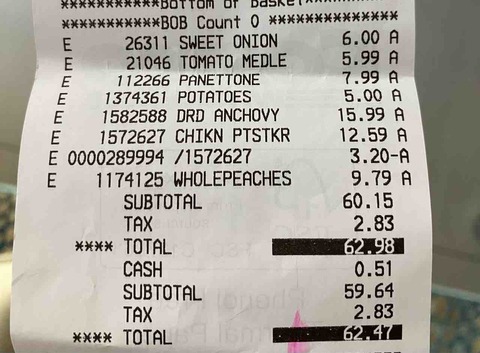 ***********Bottom of Basket***********
***********BOB Count 0 **************
E 26311 SWEET ONION 6.00 A
E 21046 TOMATO MEDLE 5.99 A
E 112266 PANETTONE 7.99 A
E 1374361 POTATOES 5.00 A
E 1582588 DRD ANCHOVY 15.99 A
E 1572627 CHIKN PTSTKR 12.59 A
E 0000289994 /1572627 3.20-A
E 1174125 WHOLEPEACHES 9.79 A
SUBTOTAL 60.15
TAX 2.83
**** TOTAL 62.98
CASH 0.51
SUBTOTAL 59.64
TAX 2.83
**** TOTAL 62.47